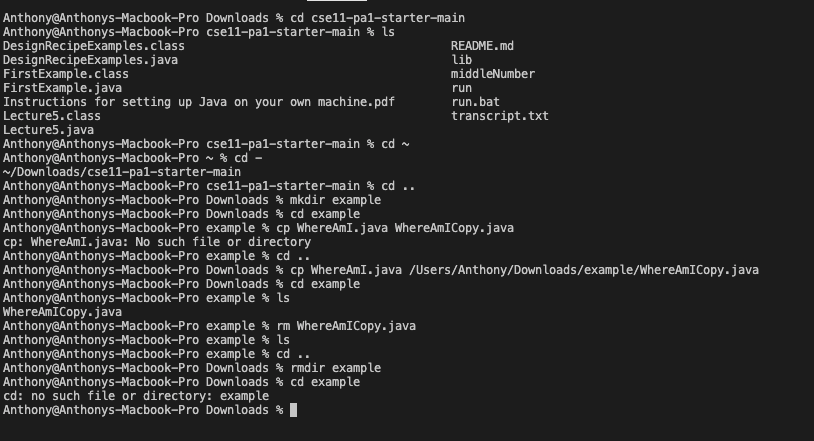 Anthony@Anthonys-Macbook-Pro Downloads % cd cse11-pa1-starter-main
Anthony@Anthonys-Macbook-Pro cse11-pa1-starter-main % ls
DesignRecipeExamples.class README.md
DesignRecipeExamples.java lib
FirstExample.class middleNumber
FirstExample.java run
Instructions for setting up Java on your own machine.pdf run.bat
Lecture5.class transcript.txt
Lecture5.java
Anthony@Anthonys-Macbook-Pro cse11-pa1-starter-main % cd ~
Anthony@Anthonys-Macbook-Pro ~ % cd -
~/Downloads/cse11-pa1-starter-main
Anthony@Anthonys-Macbook-Pro cse11-pa1-starter-main % cd ..
Anthony@Anthonys-Macbook-Pro Downloads % mkdir example
Anthony@Anthonys-Macbook-Pro Downloads % cd example
Anthony@Anthonys-Macbook-Pro example % cp WhereAmI.java WhereAmICopy.java
cp: WhereAmI.java: No such file or directory
Anthony@Anthonys-Macbook-Pro example % cd ..
Anthony@Anthonys-Macbook-Pro Downloads % cp WhereAmI.java /Users/Anthony/Downloads/example/WhereAmICopy.java
Anthony@Anthonys-Macbook-Pro Downloads % cd example
Anthony@Anthonys-Macbook-Pro example % ls
WhereAmICopy.java
Anthony@Anthonys-Macbook-Pro example % rm WhereAmICopy.java
Anthony@Anthonys-Macbook-Pro example % ls
Anthony@Anthonys-Macbook-Pro example % cd ..
Anthony@Anthonys-Macbook-Pro Downloads % rmdir example
Anthony@Anthonys-Macbook-Pro Downloads % cd example
cd: no such file or directory: example
Anthony@Anthonys-Macbook-Pro Downloads %